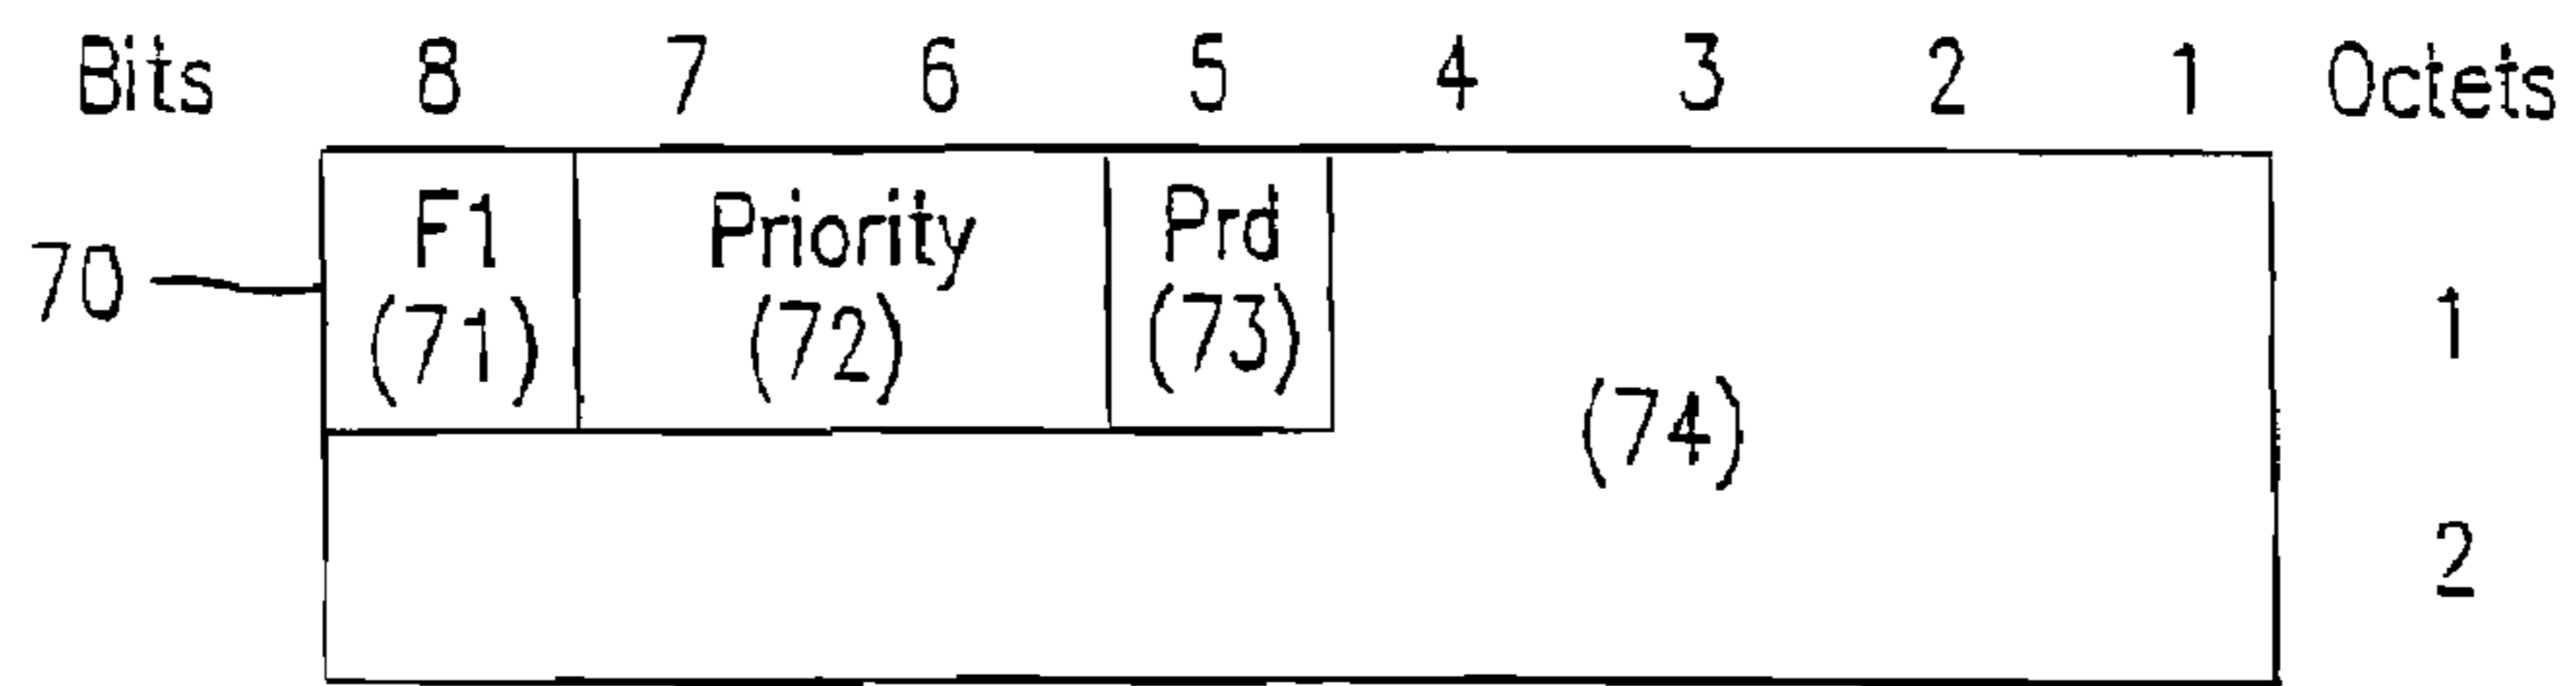 Bits 8 7 6 5 4 3 2 1 Octets
F1 Priority Prd
70 (71) (72) (73) 1
(74)
2